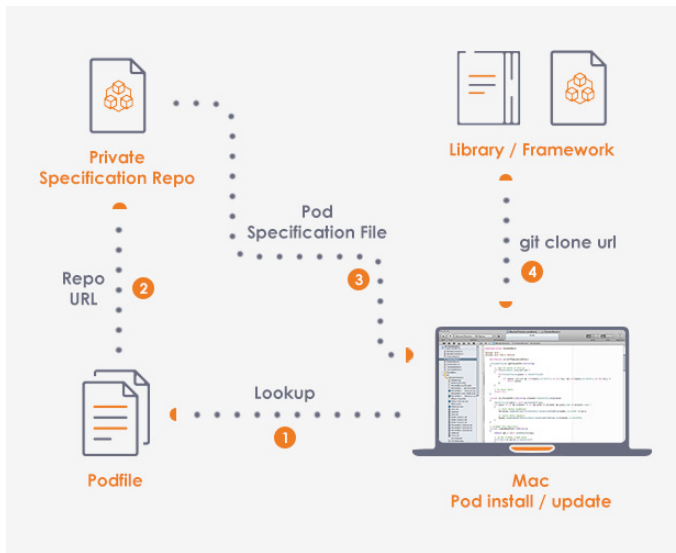 Private
Specification Repo
Library / Framework
Pod
Specification File
git clone url
4
3
Repo
URL
2
Lookup
1
Podfile
Mac
Pod install / update